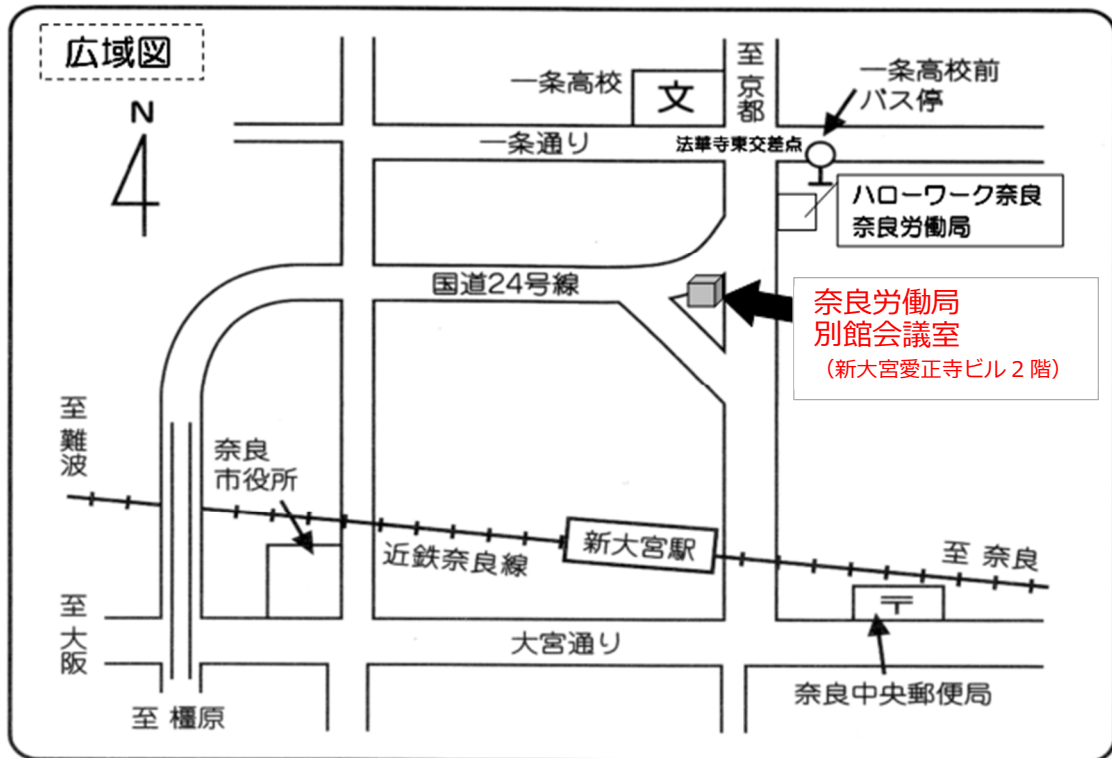 広域図
N
一条高校
文
至京都
一条高校前
バス停
一条通り
法華寺東交差点
ハローワーク奈良
奈良労働局
国道24号線
奈良労働局
別館会議室
（新大宮愛正寺ビル２階）
至難波
奈良
市役所
近鉄奈良線
新大宮駅
至 奈良
〒
至大阪
大宮通り
奈良中央郵便局
至 橿原